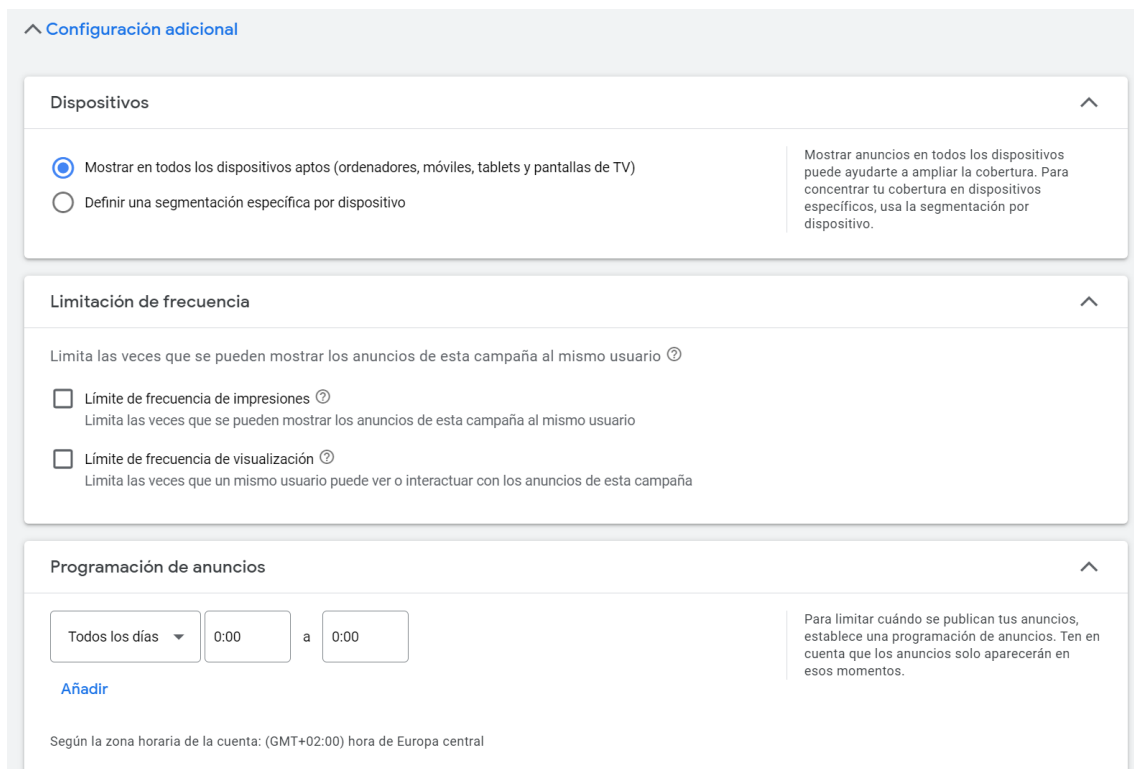 Configuración adicional
Dispositivos
Mostrar en todos los dispositivos aptos (ordenadores, móviles, tablets y pantallas de TV)
Definir una segmentación específica por dispositivo
Mostrar anuncios en todos los dispositivos
puede ayudarte a ampliar la cobertura. Para
concentrar tu cobertura en dispositivos
específicos, usa la segmentación por
dispositivo.
Limitación de frecuencia
Limita las veces que se pueden mostrar los anuncios de esta campaña al mismo usuario
Límite de frecuencia de impresiones
Limita las veces que se pueden mostrar los anuncios de esta campaña al mismo usuario
Límite de frecuencia de visualización
Limita las veces que un mismo usuario puede ver o interactuar con los anuncios de esta campaña
Programación de anuncios
Todos los días 0:00 a 0:00
Añadir
Para limitar cuándo se publican tus anuncios,
establece una programación de anuncios. Ten en
cuenta que los anuncios solo aparecerán en
esos momentos.
Según la zona horaria de la cuenta: (GMT+02:00) hora de Europa central